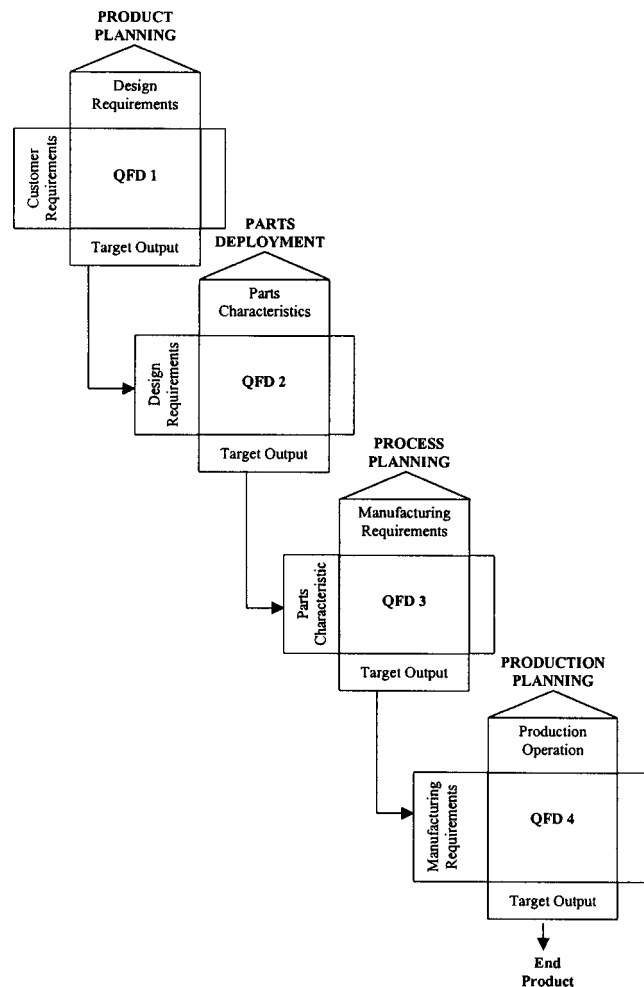 PRODUCT
PLANNING
Design
Requirements
Customer
Requirements
QFD 1
Target Output
PARTS
DEPLOYMENT
Parts
Characteristics
Design
Requirements
QFD 2
Target Output
PROCESS
PLANNING
Manufacturing
Requirements
Parts
Characteristic
QFD 3
Target Output
PRODUCTION
PLANNING
Production
Operation
Manufacturing
Requirements
QFD 4
Target Output
End
Product